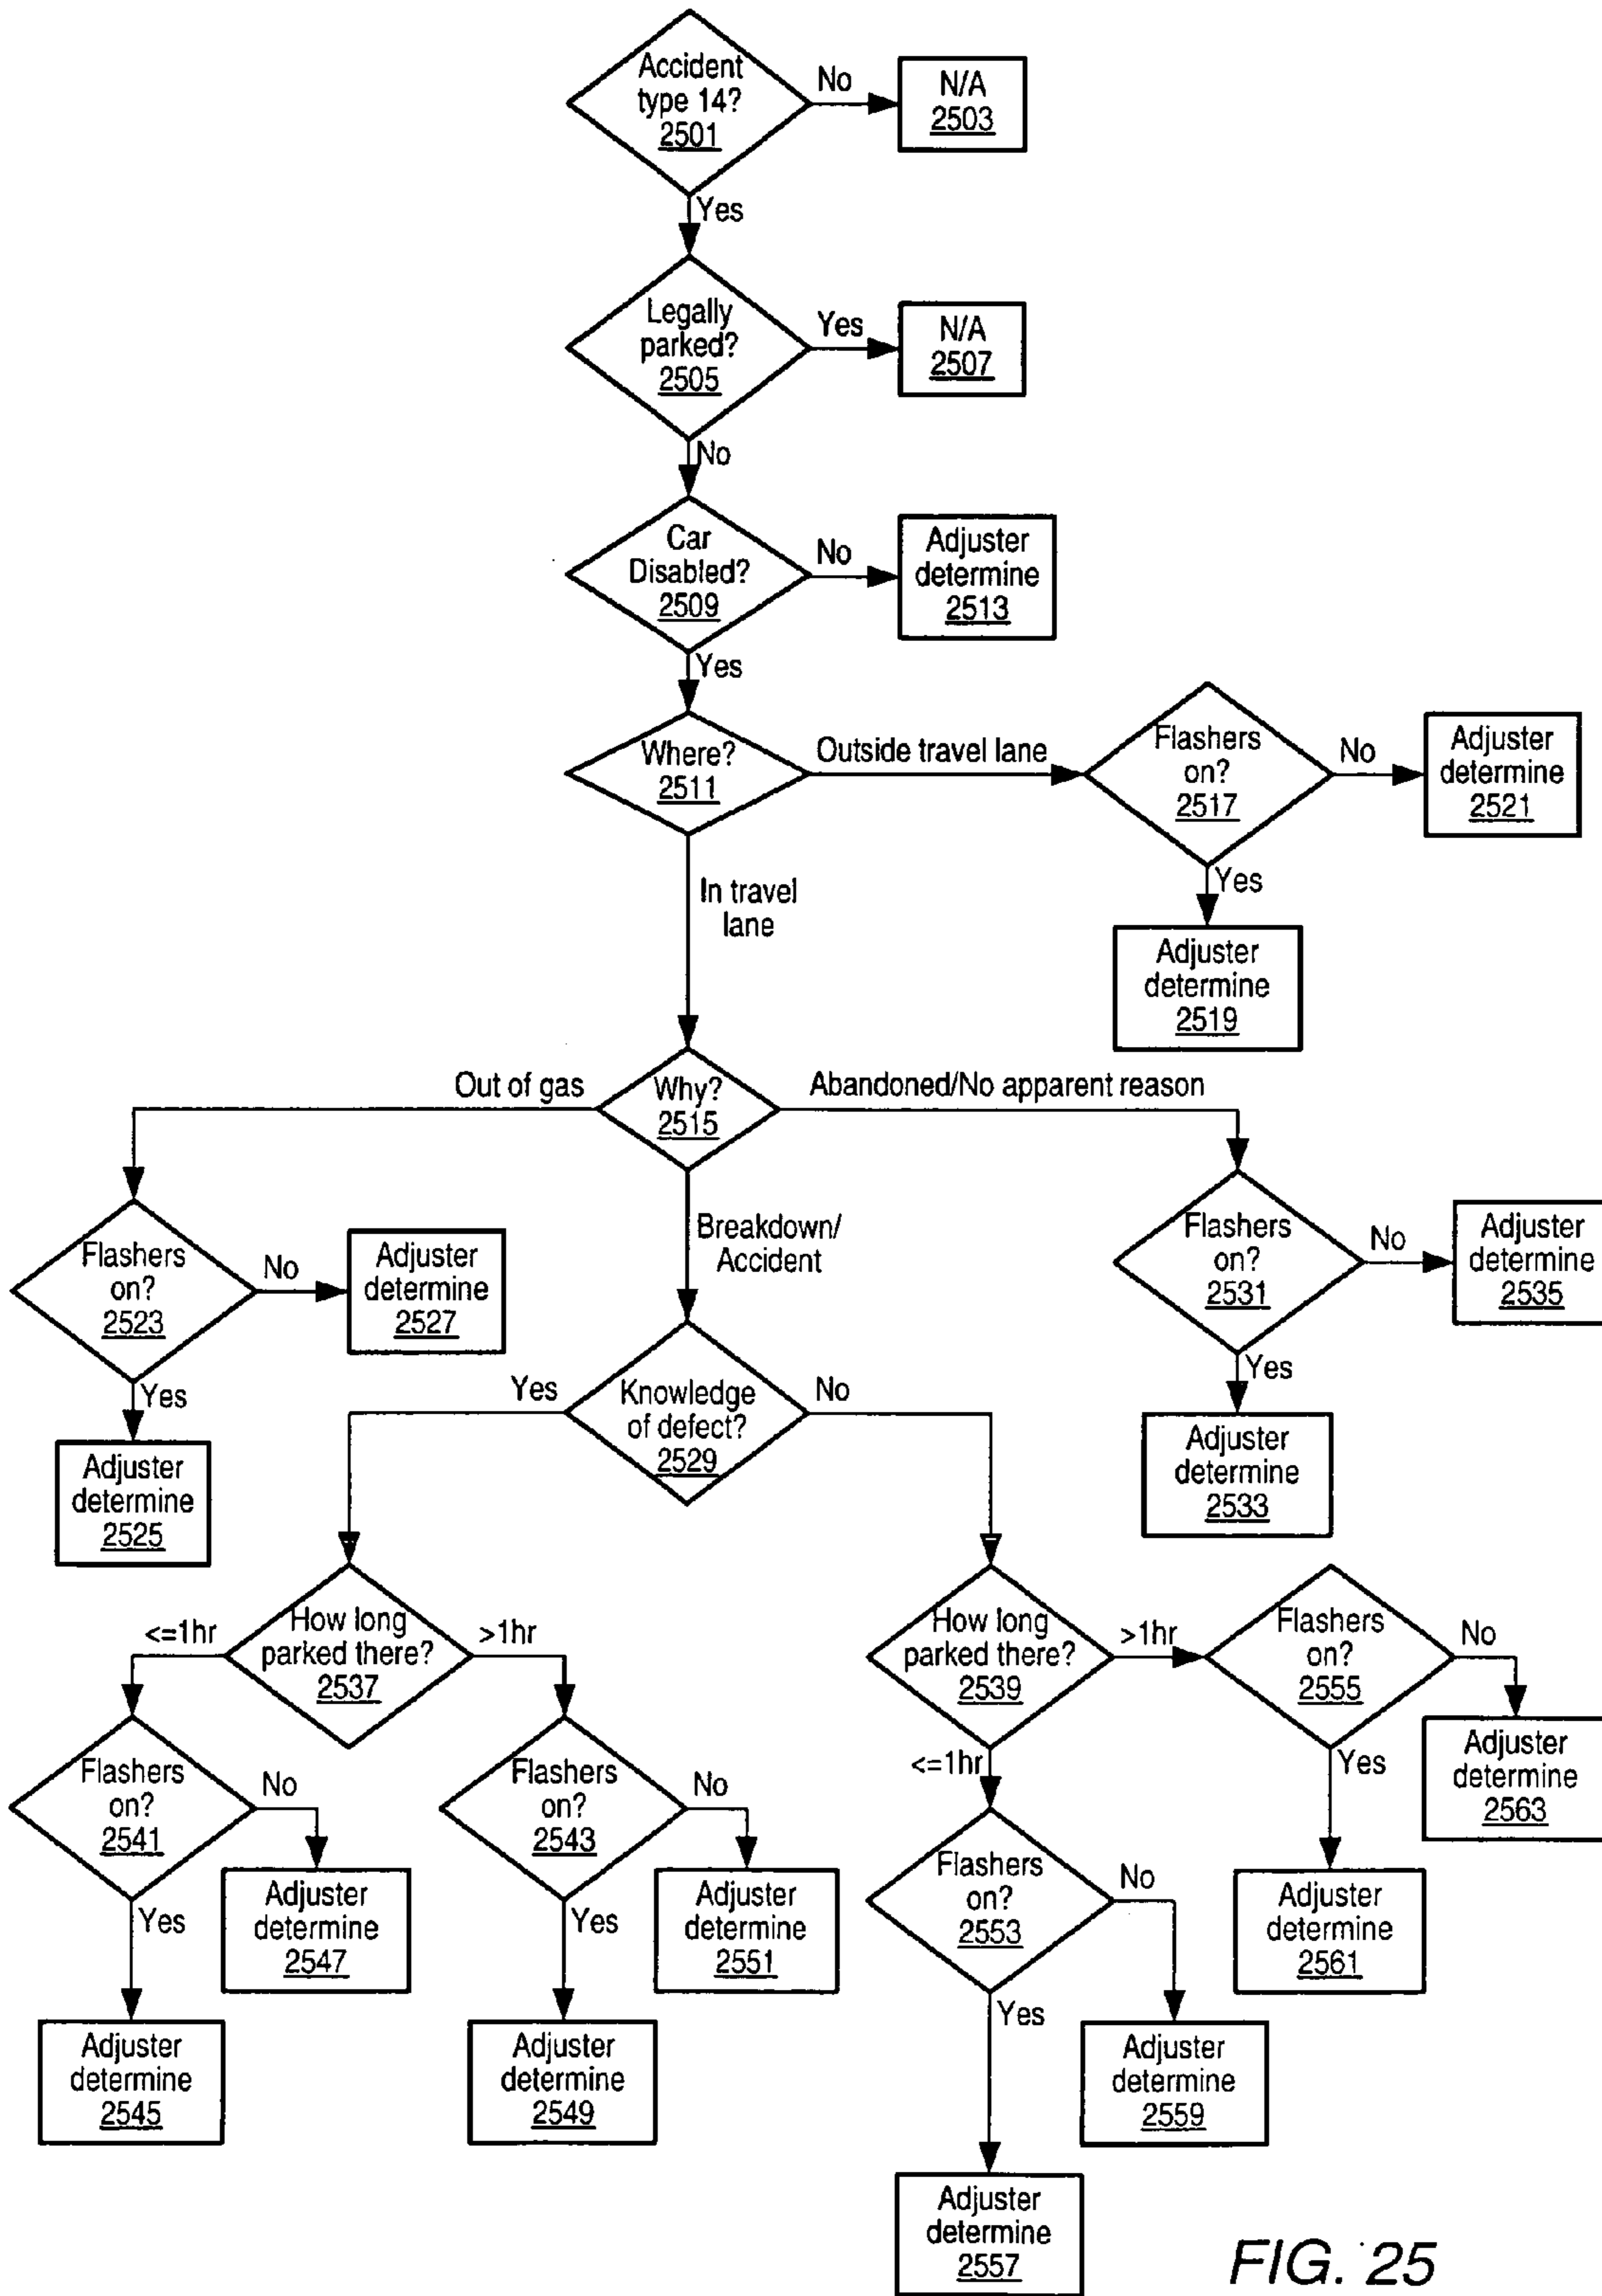 Accident
type 14?
2501
No
N/A
2503
Yes
Legally
parked?
2505
Yes
N/A
2507
No
Car
Disabled?
2509
No
Adjuster
determine
2513
Yes
Where?
2511
Outside travel lane
Flashers
on?
2517
No
Adjuster
determine
2521
Yes
Adjuster
determine
2519
In travel
lane
Why?
2515
Out of gas
Abandoned/No apparent reason
Flashers
on?
2523
No
Adjuster
determine
2527
Yes
Adjuster
determine
2525
Breakdown/
Accident
Flashers
on?
2531
No
Adjuster
determine
2535
Yes
Adjuster
determine
2533
Knowledge
of defect?
2529
Yes
No
How long
parked there?
2537
<=1hr
>1hr
Flashers
on?
2541
No
Adjuster
determine
2547
Yes
Adjuster
determine
2545
Flashers
on?
2543
No
Adjuster
determine
2551
Yes
Adjuster
determine
2549
How long
parked there?
2539
>1hr
Flashers
on?
2555
No
Adjuster
determine
2563
Yes
Adjuster
determine
2561
<=1hr
Flashers
on?
2553
No
Adjuster
determine
2559
Yes
Adjuster
determine
2557
FIG. 25